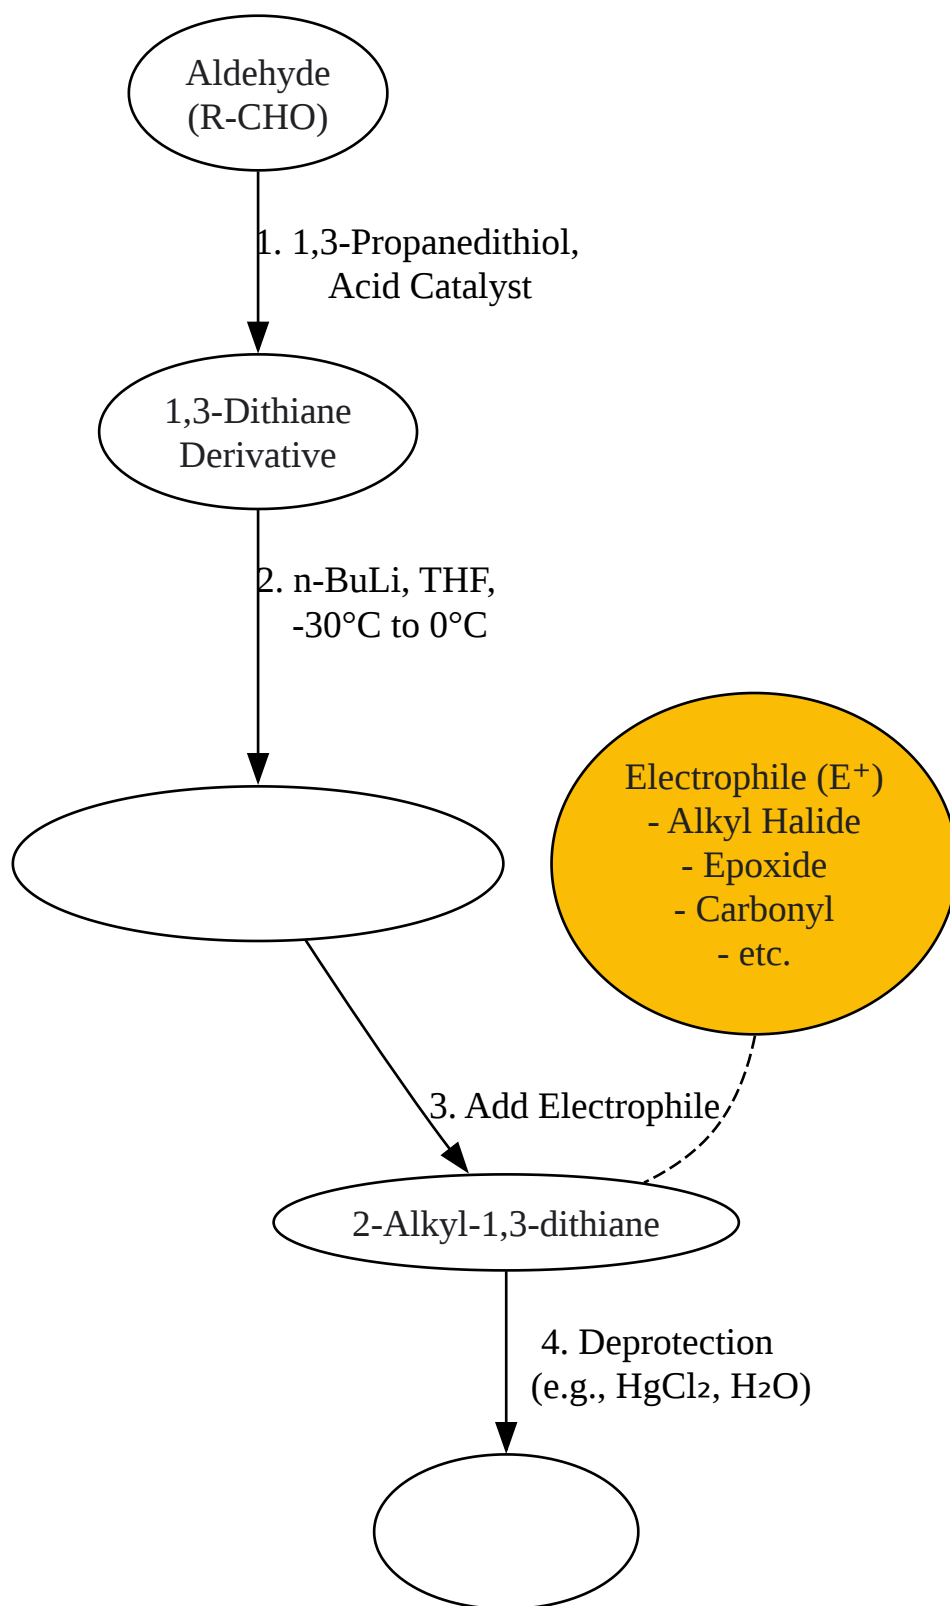 Aldehyde
(R-CHO)
1. 1,3-Propanedithiol,
Acid Catalyst
1,3-Dithiane
Derivative
2. n-BuLi, THF,
-30°C to 0°C
Electrophile (E⁺)
- Alkyl Halide
- Epoxide
- Carbonyl
- etc.
3. Add Electrophile
2-Alkyl-1,3-dithiane
4. Deprotection
(e.g., HgCl₂, H₂O)